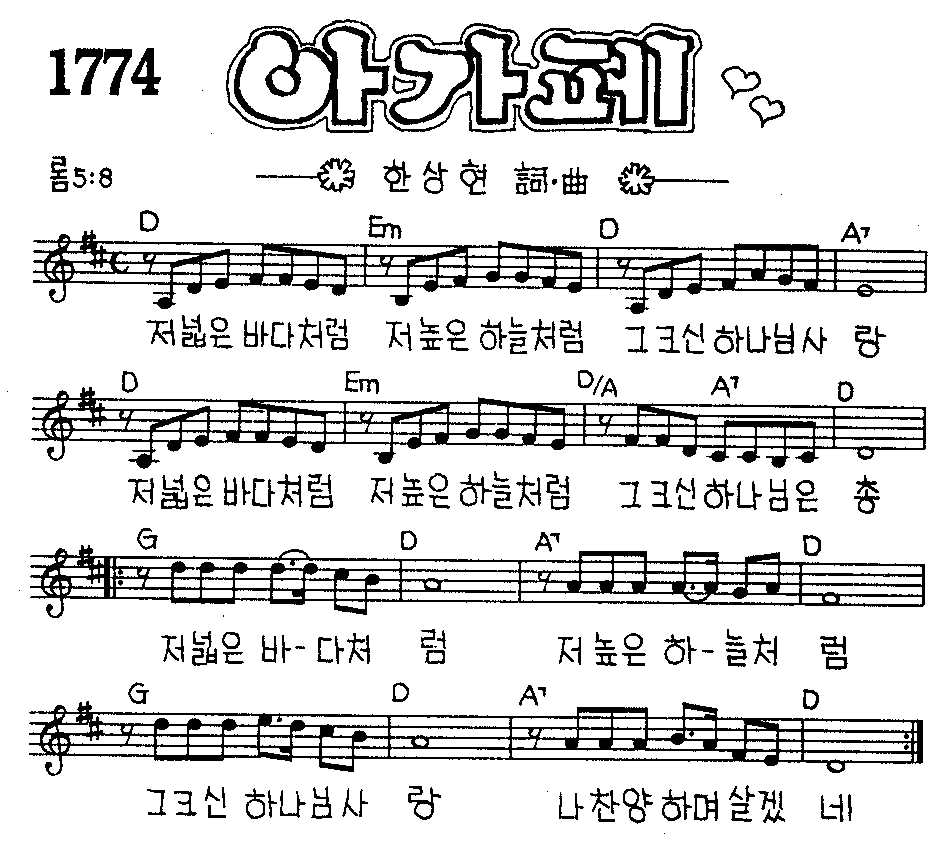 1774 아가페
롬5:8 한상현 詞·曲
D Em D A7
저넓은 바다처럼 저높은 하늘처럼 그크신 하나님사 랑
D Em D/A A7 D
저넓은 바다처럼 저높은 하늘처럼 그크신 하나님은 총
G D A7 D
저넓은 바-다처 럼 저높은 하-늘처 럼
G D A7 D
그크신 하나님사 랑 나찬양하며살겠 네